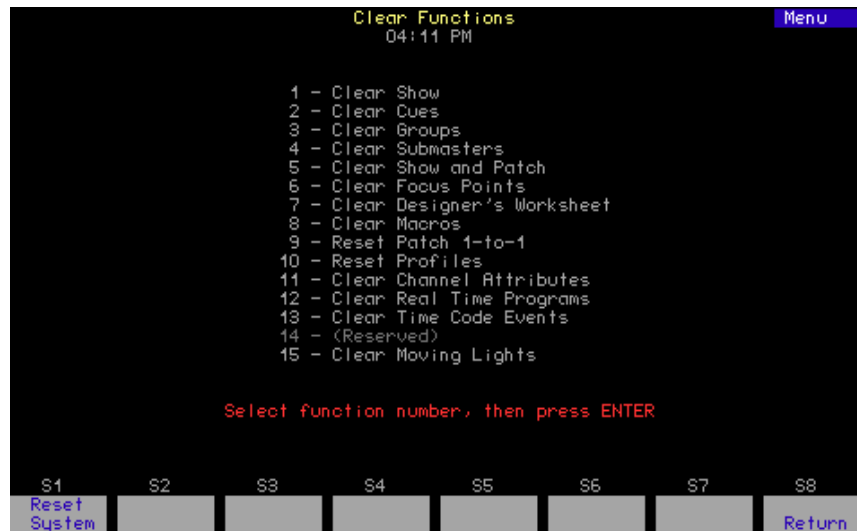 Clear Functions
Menu
04:11 PM
1 - Clear Show
2 - Clear Cues
3 - Clear Groups
4 - Clear Submasters
5 - Clear Show and Patch
6 - Clear Focus Points
7 - Clear Designer's Worksheet
8 - Clear Macros
9 - Reset Patch 1-to-1
10 - Reset Profiles
11 - Clear Channel Attributes
12 - Clear Real Time Programs
13 - Clear Time Code Events
14 - (Reserved)
15 - Clear Moving Lights
Select function number, then press ENTER
S1 S2 S3 S4 S5 S6 S7 S8
Reset
System Return